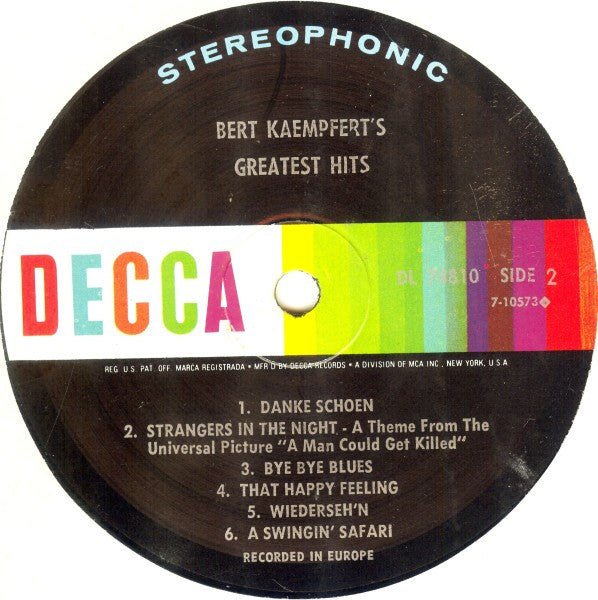 STEREOPHONIC
BERT KAEMPFERT'S
GREATEST HITS
DECCA
DL 74810 SIDE 2
7-10573◆
REG. U.S. PAT. OFF. MARCA REGISTRADA • MFR'D BY DECCA RECORDS • A DIVISION OF MCA INC., NEW YORK, U.S.A
1. DANKE SCHOEN
2. STRANGERS IN THE NIGHT - A Theme From The
Universal Picture "A Man Could Get Killed"
3. BYE BYE BLUES
4. THAT HAPPY FEELING
5. WIEDERSEH'N
6. A SWINGIN' SAFARI
RECORDED IN EUROPE